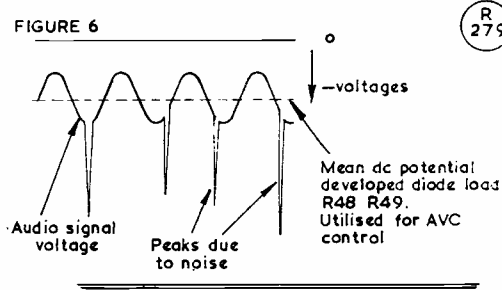 FIGURE 6
O
R
279
-voltages
Mean dc potential
developed diode load
R48 R49.
Utilised for AVC
control
Audio signal
voltage
Peaks due
to noise